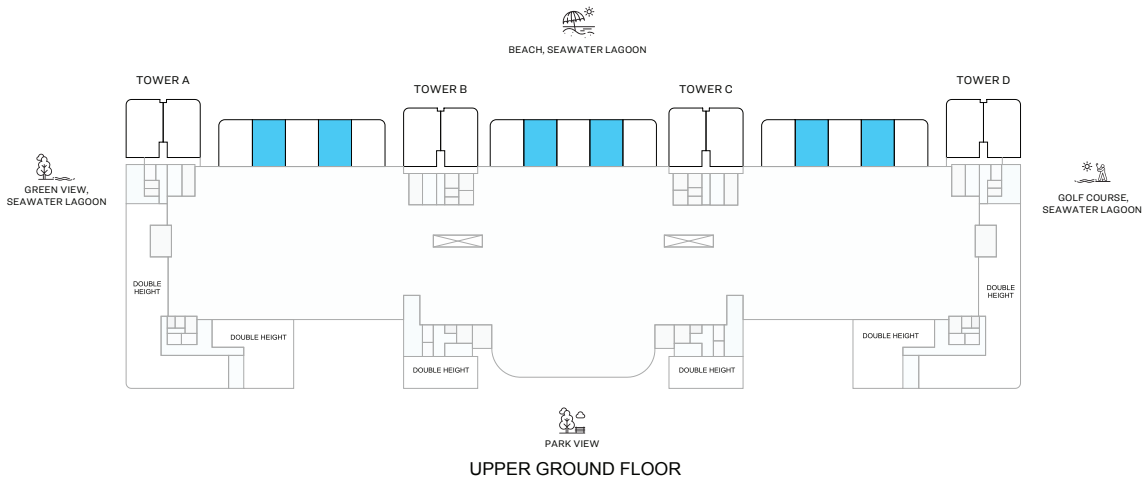 BEACH, SEAWATER LAGOON
TOWER A
TOWER B
TOWER C
TOWER D
GREEN VIEW,
SEAWATER LAGOON
GOLF COURSE,
SEAWATER LAGOON
DOUBLE
HEIGHT
DOUBLE
HEIGHT
DOUBLE HEIGHT
DOUBLE HEIGHT
DOUBLE HEIGHT
DOUBLE HEIGHT
PARK VIEW
UPPER GROUND FLOOR